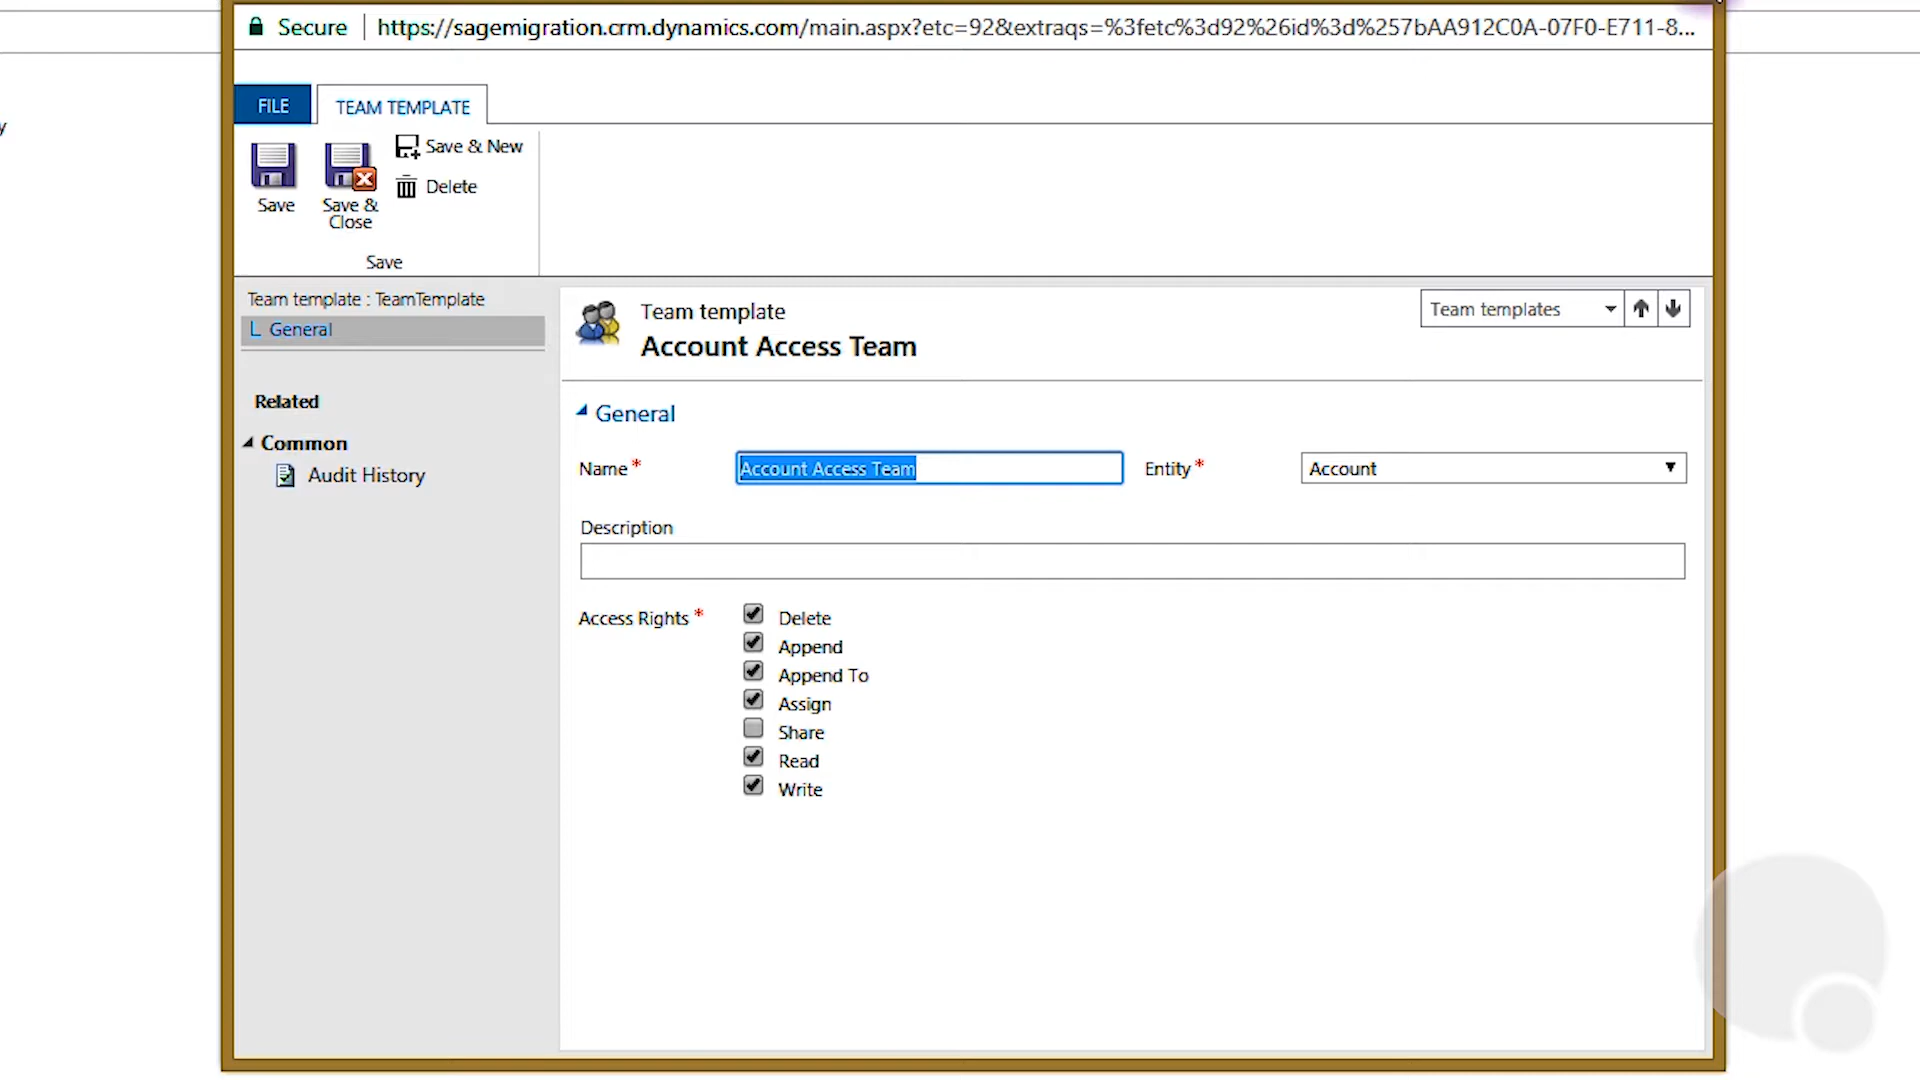 y
Secure https://sagemigration.crm.dynamics.com/main.aspx?etc=92&extraqs=%3fetc%3d92%26id%3d%257bAA912C0A-07F0-E711-8...
FILE TEAM TEMPLATE
Save & New
Delete
Save
Save &
Close
Save
Team template : TeamTemplate
General
Related
Common
Audit History
Team template
Account Access Team
Team templates
General
Name* Account Access Team Entity* Account
Description
Access Rights*
Delete
Append
Append To
Assign
Share
Read
Write